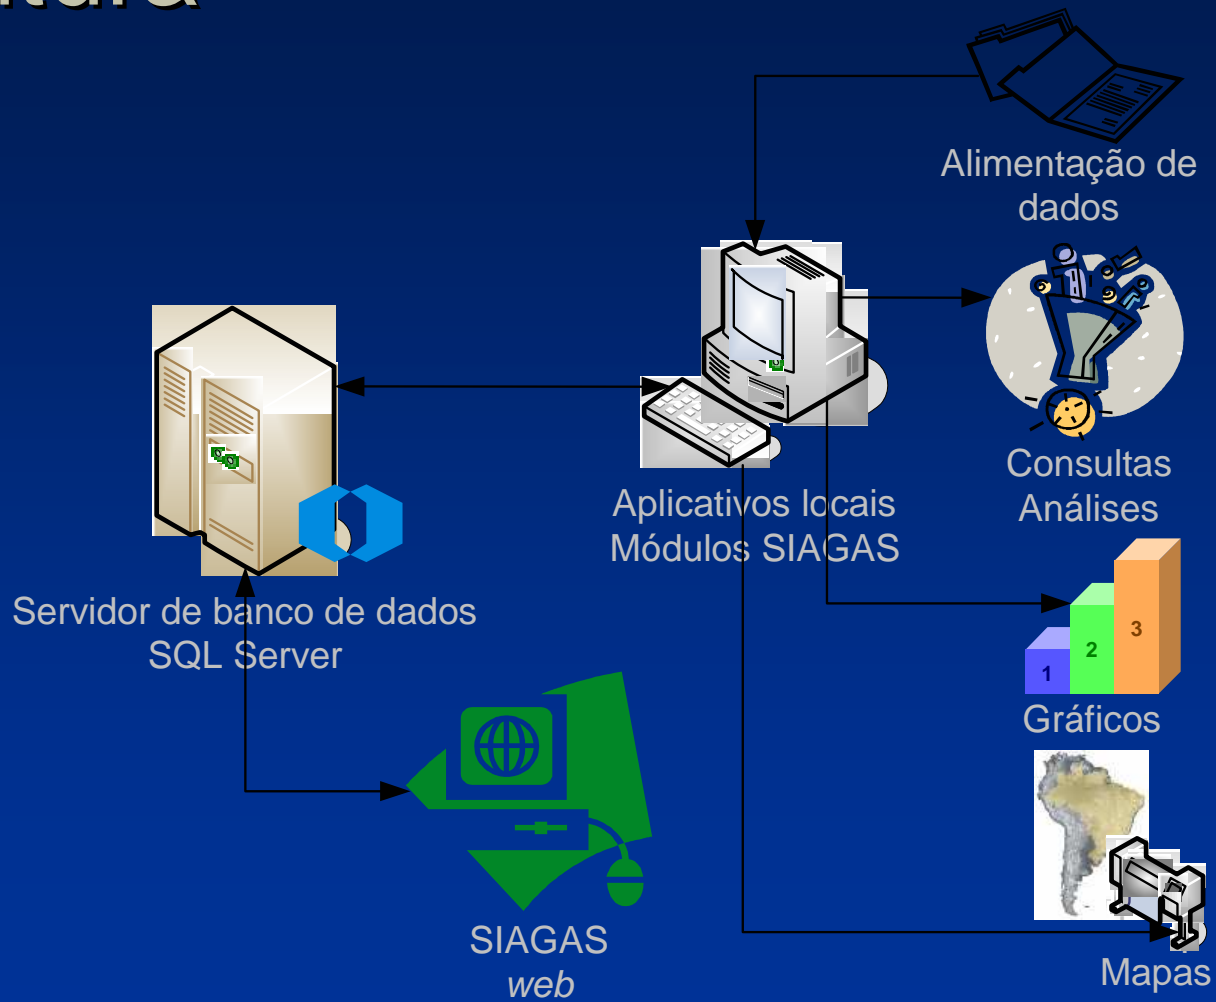 Alimentação de
dados
Consultas
Análises
Aplicativos locais
Módulos SIAGAS
Servidor de banco de dados
SQL Server
1
2
3
Gráficos
SIAGAS
web
Mapas